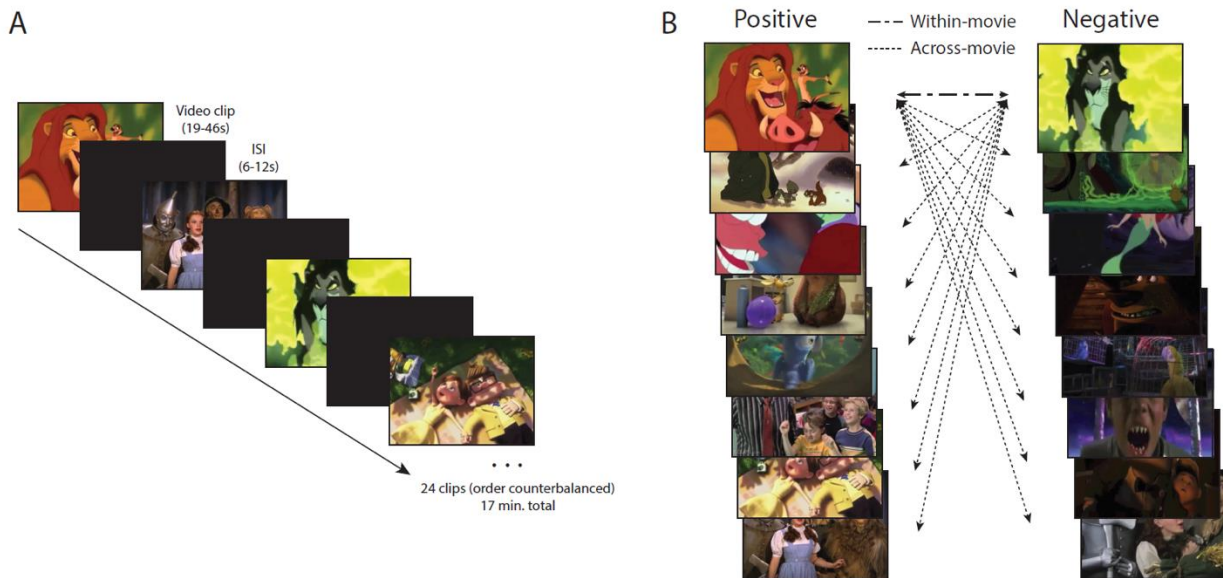 A
Video clip
(19-46s)
ISI
(6-12s)
• • •
24 clips (order counterbalanced)
17 min. total
B
Positive
Within-movie
Across-movie
Negative